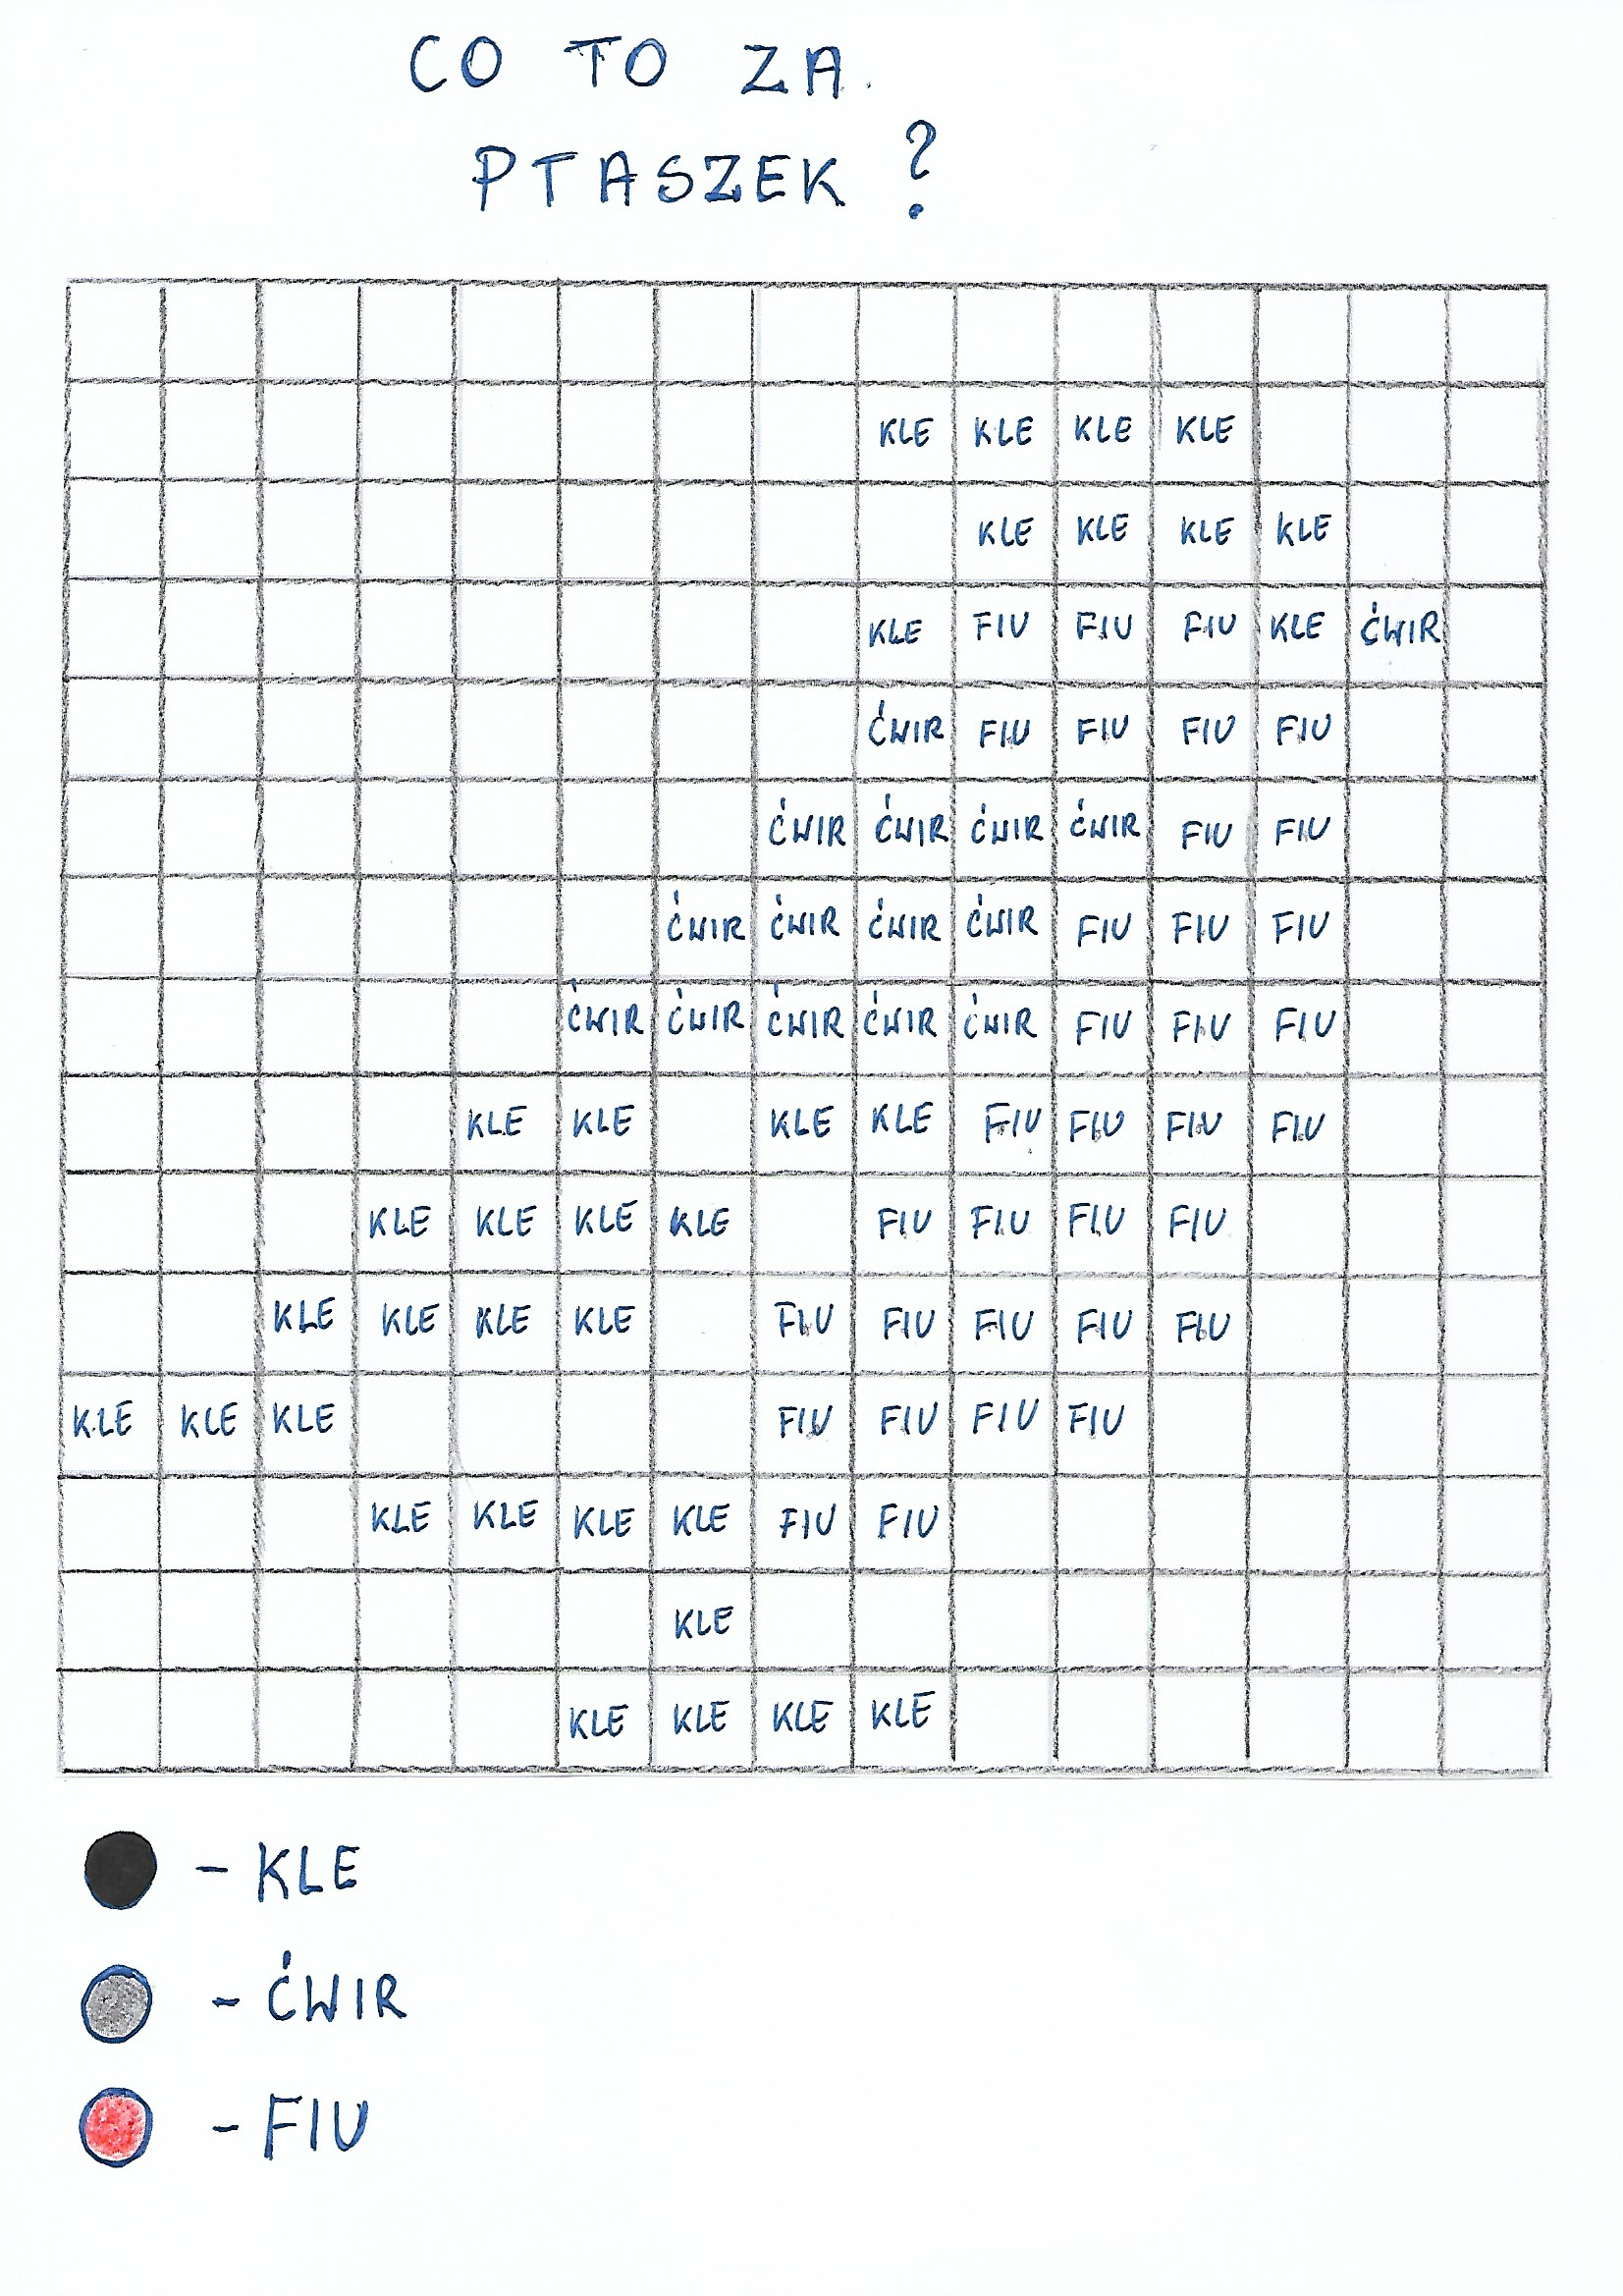 CO TO ZA
PTASZEK?
KLE KLE KLE KLE
KLE KLE KLE KLE
KLE FIU FIU FIU KLE ĆWIR
ĆWIR FIU FIU FIU FIU
ĆWIR ĆWIR ĆWIR ĆWIR FIU FIU
ĆWIR ĆWIR ĆWIR ĆWIR FIU FIU FIU
ĆWIR ĆWIR ĆWIR ĆWIR ĆWIR FIU FIU FIU
KLE KLE KLE KLE FIU FIU FIU FIU
KLE KLE KLE KLE FIU FIU FIU FIU
KLE KLE KLE KLE FIU FIU FIU FIU FIU
KLE KLE KLE FIU FIU FIU FIU
KLE KLE KLE KLE FIU FIU
KLE
KLE KLE KLE KLE
- KLE
- ĆWIR
- FIU